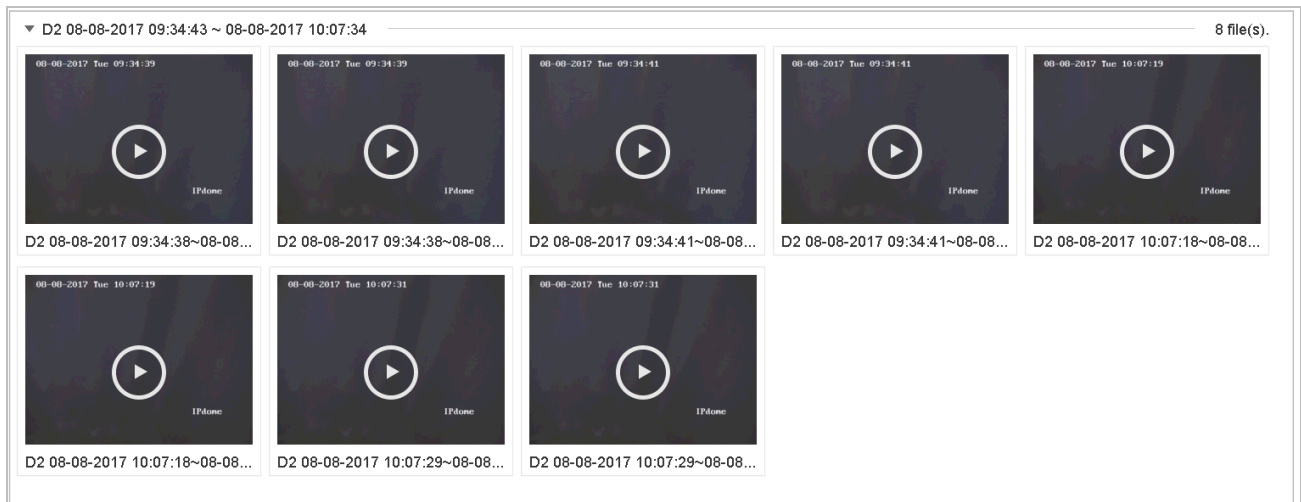 D2 08-08-2017 09:34:43 ~ 08-08-2017 10:07:34 8 file(s).
08-08-2017 Tue 09:34:39
IPdome
D2 08-08-2017 09:34:38~08-08...
08-08-2017 Tue 09:34:39
IPdome
D2 08-08-2017 09:34:38~08-08...
08-08-2017 Tue 09:34:41
IPdome
D2 08-08-2017 09:34:41~08-08...
08-08-2017 Tue 09:34:41
IPdome
D2 08-08-2017 09:34:41~08-08...
08-08-2017 Tue 10:07:19
IPdome
D2 08-08-2017 10:07:18~08-08...
08-08-2017 Tue 10:07:19
IPdome
D2 08-08-2017 10:07:18~08-08...
08-08-2017 Tue 10:07:31
IPdome
D2 08-08-2017 10:07:29~08-08...
08-08-2017 Tue 10:07:31
IPdome
D2 08-08-2017 10:07:29~08-08...